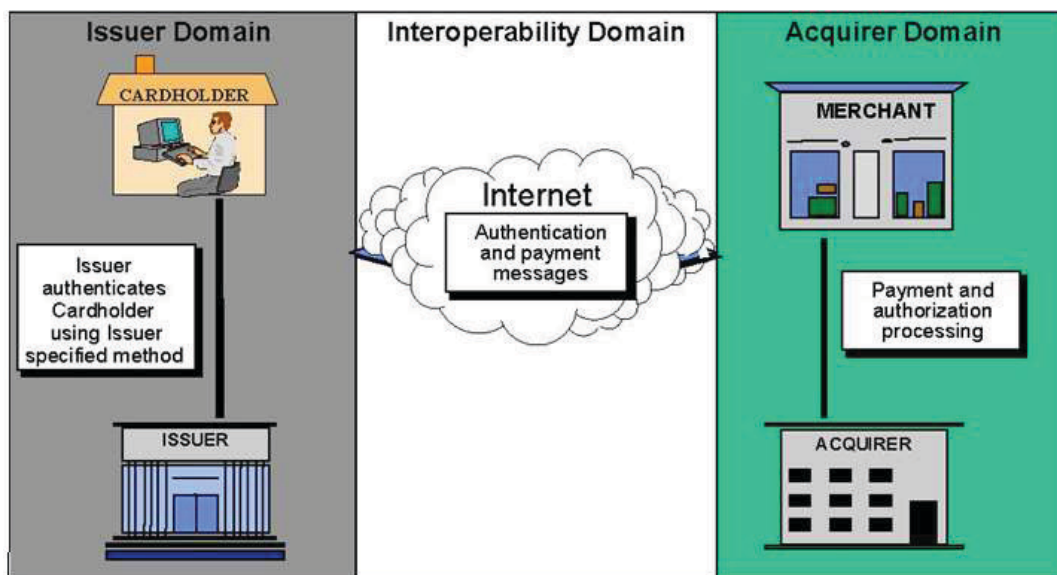 Issuer Domain
Interoperability Domain
Acquirer Domain
CARDHOLDER
MERCHANT
Internet
Authentication
and payment
messages
Issuer
authenticates
Cardholder
using Issuer
specified method
Payment and
authorization
processing
ISSUER
ACQUIRER